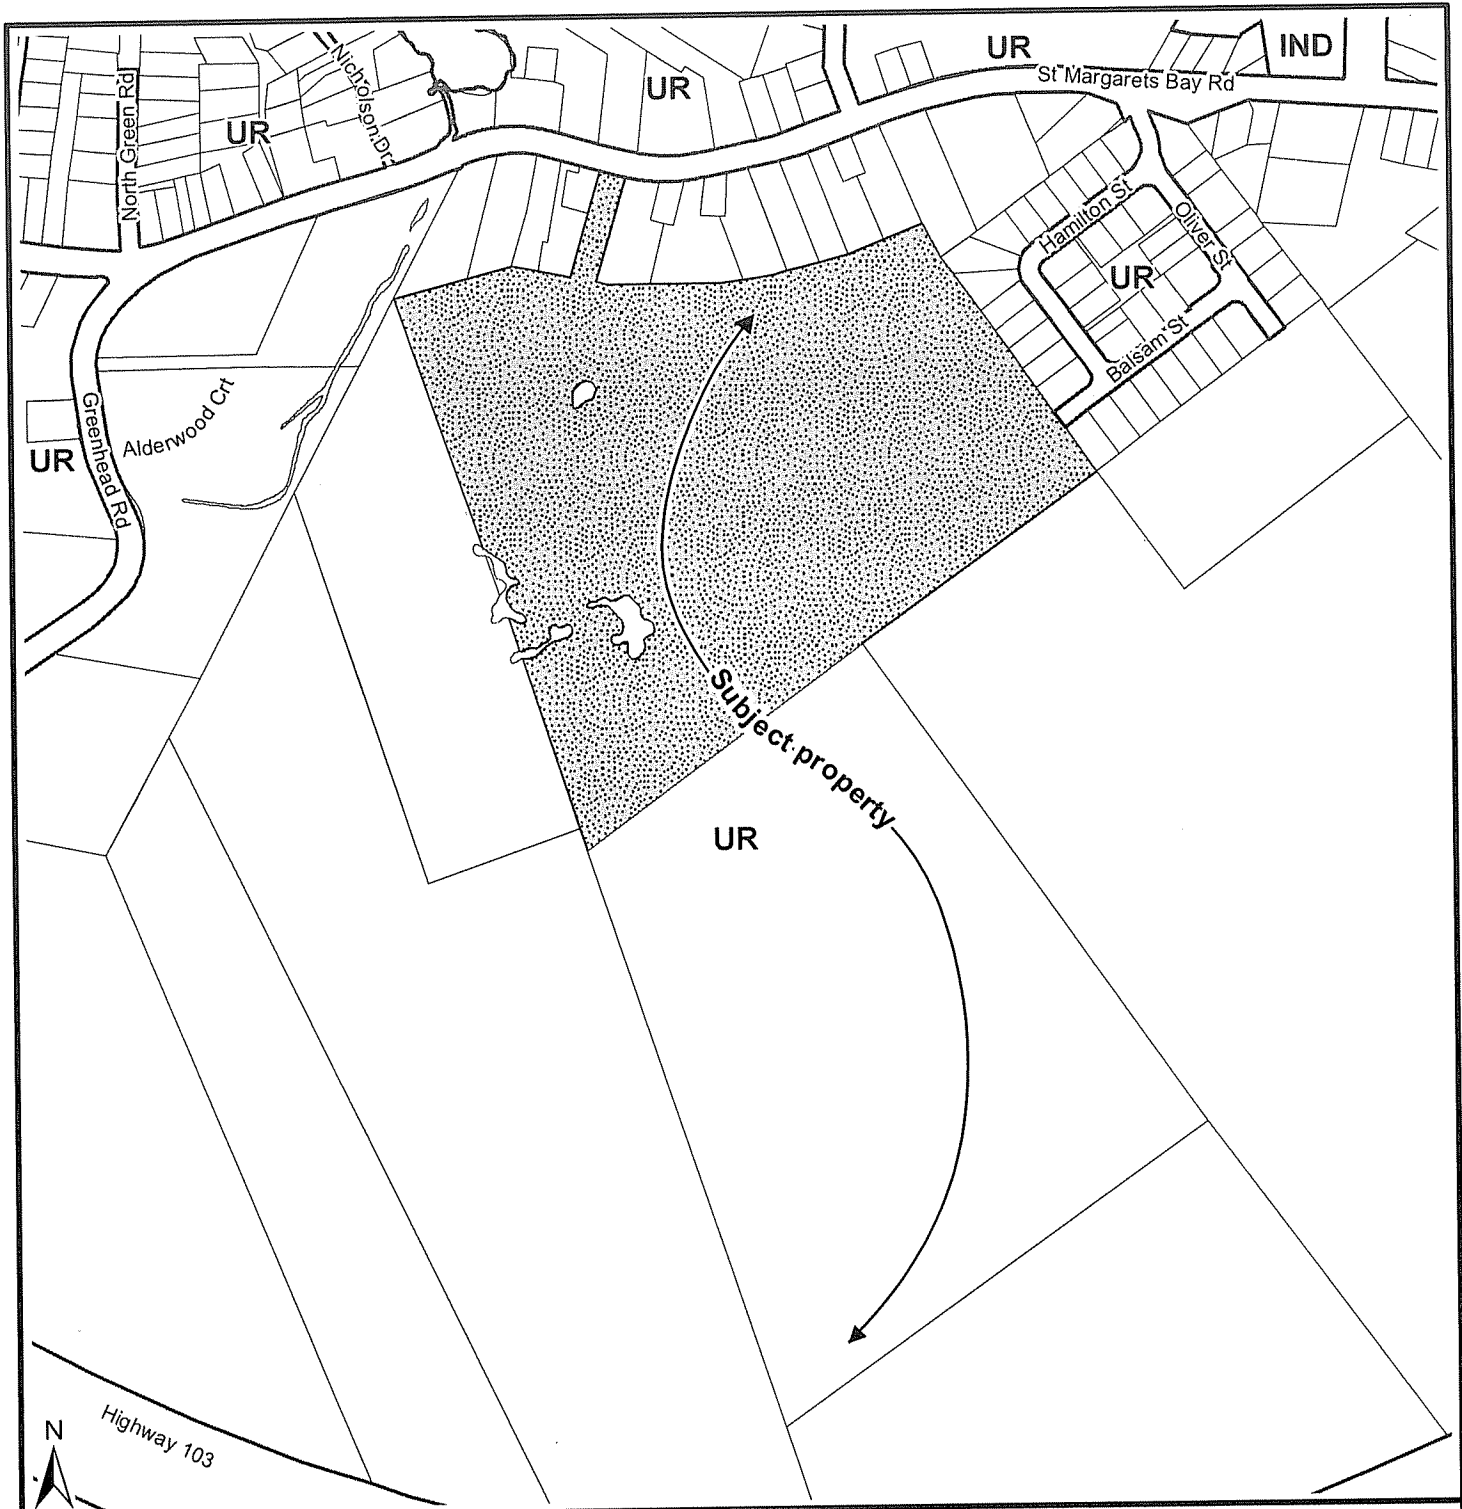 UR
IND
St Margarets Bay Rd
UR
Nicholson Dr
North Green Rd
UR
Hamilton St
Oliver St
UR
Balsam St
Greenhead Rd
Alderwood Crt
UR
Subject property
UR
N
Highway 103